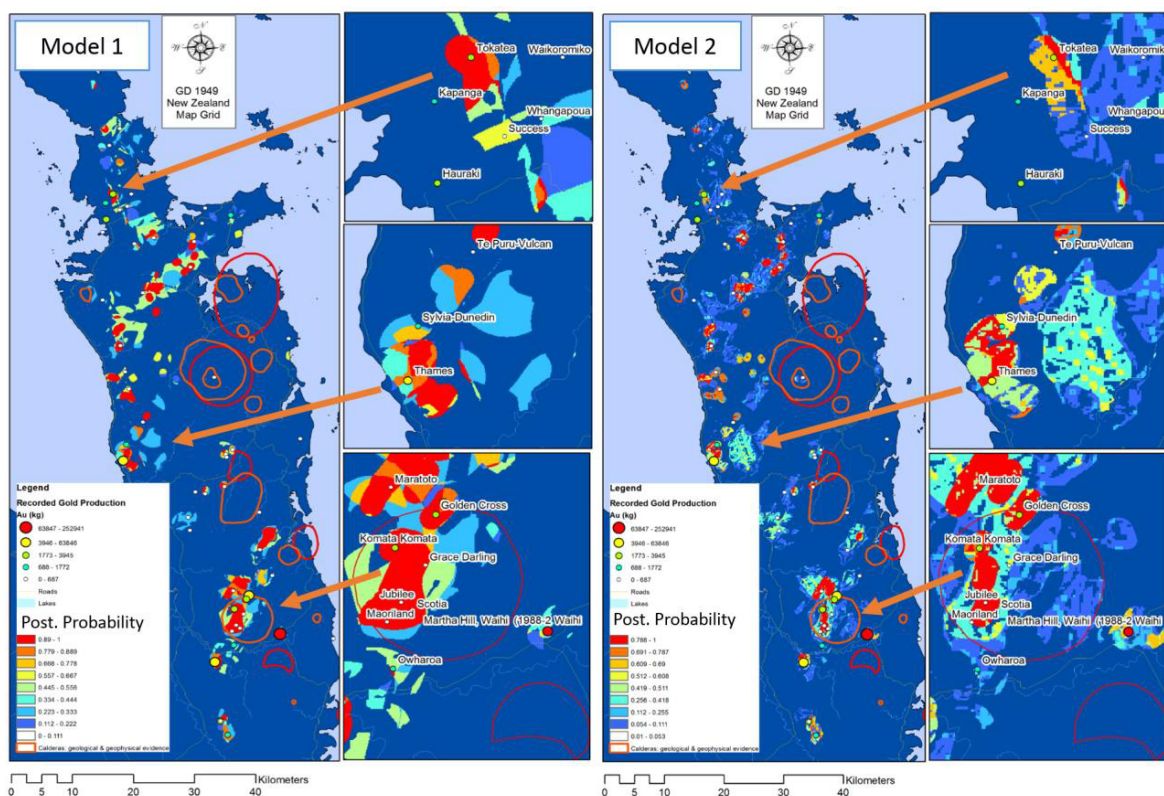 Model 1
N
W
E
S
GD 1949
New Zealand
Map Grid
Tokatea
Waikoromiko
Kapanga
Whangapoua
Success
Hauraki
Te Puru-Vulcan
Sylvia-Dunedin
Thames
Maratoto
Golden Cross
Komata Komata
Grace Darling
Jubilee
Scotia
Maoriland
Martha Hill, Waihi (1988-2 Waihi
Owharoa
Legend
Recorded Gold Production
Au (kg)
63847 - 252941
3946 - 63846
1773 - 3945
688 - 1772
0 - 687
Roads
Lakes
Post. Probability
0.89 - 1
0.779 - 0.889
0.668 - 0.778
0.557 - 0.667
0.445 - 0.556
0.334 - 0.444
0.223 - 0.333
0.112 - 0.222
0 - 0.111
Calderas: geological & geophysical evidence
0 5 10 20 30 40
Kilometers
Model 2
N
W
E
S
GD 1949
New Zealand
Map Grid
Tokatea
Waikoromiko
Kapanga
Whangapoua
Success
Hauraki
Te Puru-Vulcan
Sylvia-Dunedin
Thames
Maratoto
Golden Cross
Komata Komata
Grace Darling
Jubilee
Scotia
Maoriland
Martha Hill, Waihi (1988-2 Waihi
Owharoa
Legend
Recorded Gold Production
Au (kg)
63847 - 252941
3946 - 63846
1773 - 3945
688 - 1772
0 - 687
Roads
Lakes
Post. Probability
0.788 - 1
0.691 - 0.787
0.609 - 0.69
0.512 - 0.608
0.419 - 0.511
0.256 - 0.418
0.112 - 0.255
0.054 - 0.111
0.01 - 0.053
Calderas: geological & geophysical evidence
0 5 10 20 30 40
Kilometers